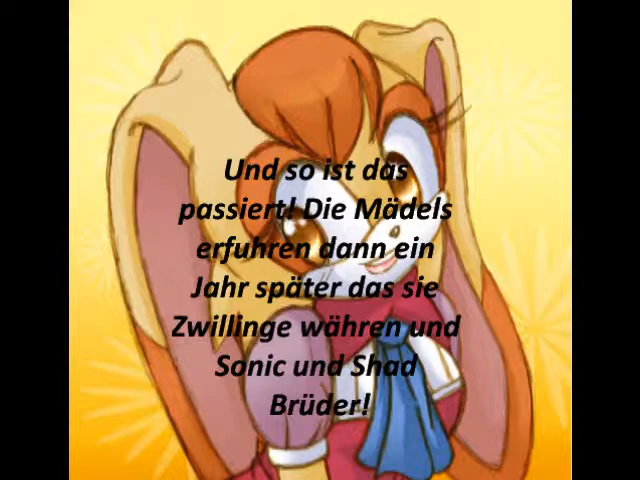 Und so ist das
passiert! Die Mädels
erfuhren dann ein
Jahr später das sie
Zwillinge währen und
Sonic und Shad
Brüder!